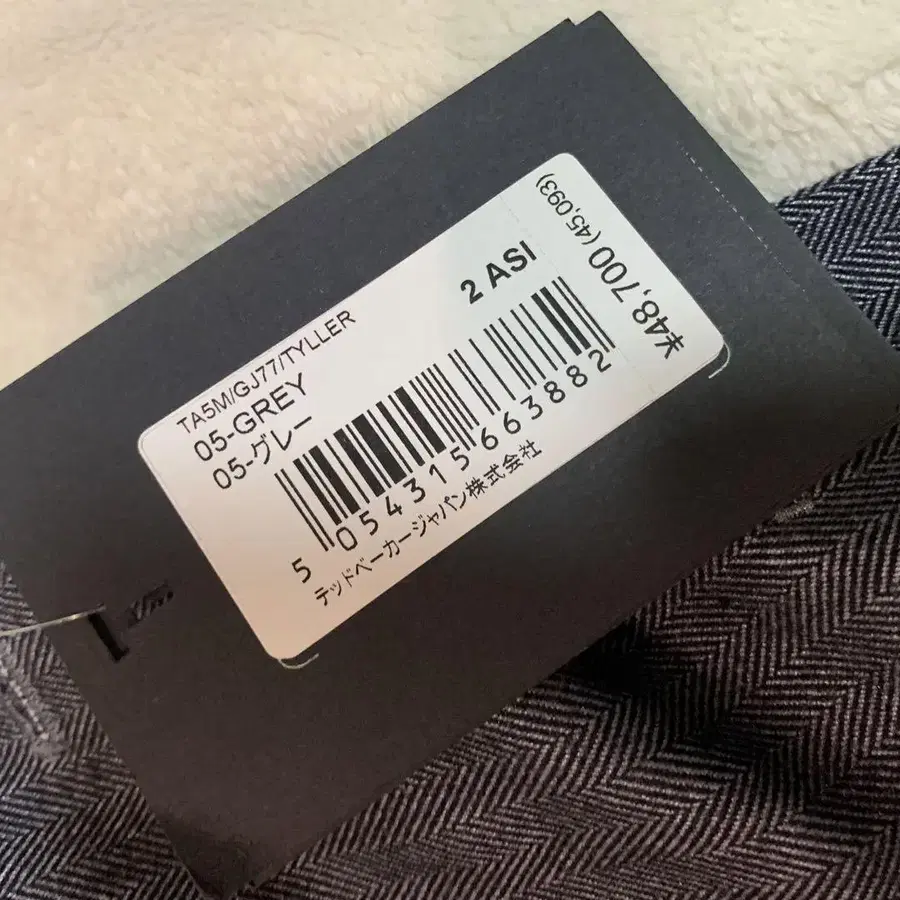 TA5M/GJ77/TYLLER
05-GREY
05-グレー
2 ASI
5 054315 663882
テッドベーカージャパン株式会社
¥48,700 (45,093)